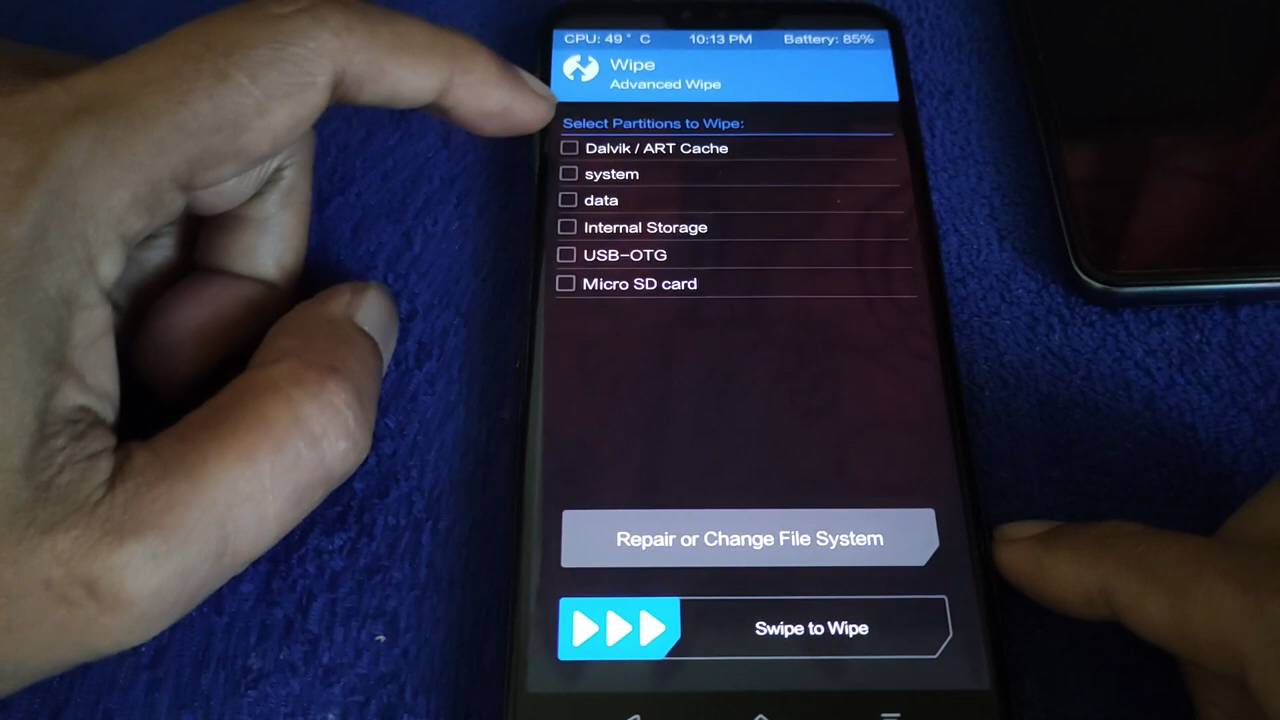 CPU: 49° C 10:13 PM Battery: 85%
Wipe
Advanced Wipe
Select Partitions to Wipe:
Dalvik / ART Cache
system
data
Internal Storage
USB-OTG
Micro SD card
Repair or Change File System
Swipe to Wipe